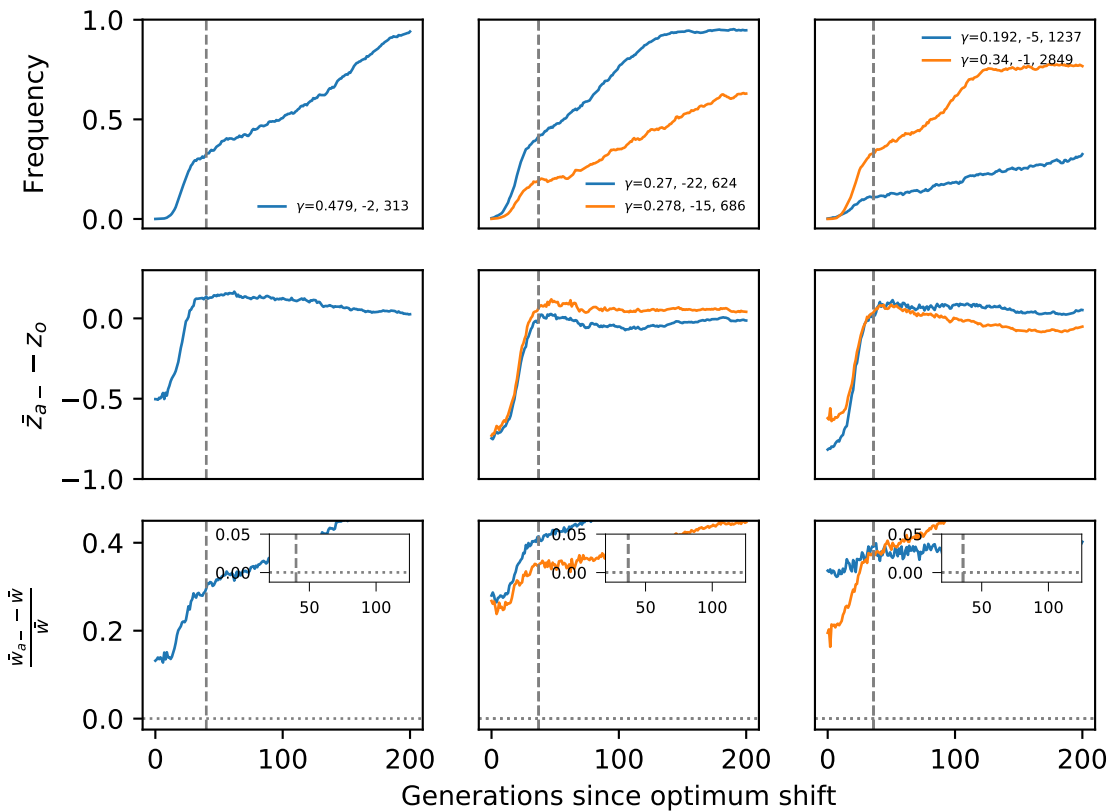 Frequency
1.0
0.5
0.0
γ=0.479, -2, 313
γ=0.27, -22, 624
γ=0.278, -15, 686
γ=0.192, -5, 1237
γ=0.34, -1, 2849
z̄ₐ₋ − zₒ
0.0
−0.5
−1.0
(w̄ₐ₋ − w̄)/w̄
0.4
0.2
0.0
0.05
0.00
50 100
0.05
0.00
50 100
0.05
0.00
50 100
0 100 200
0 100 200
0 100 200
Generations since optimum shift